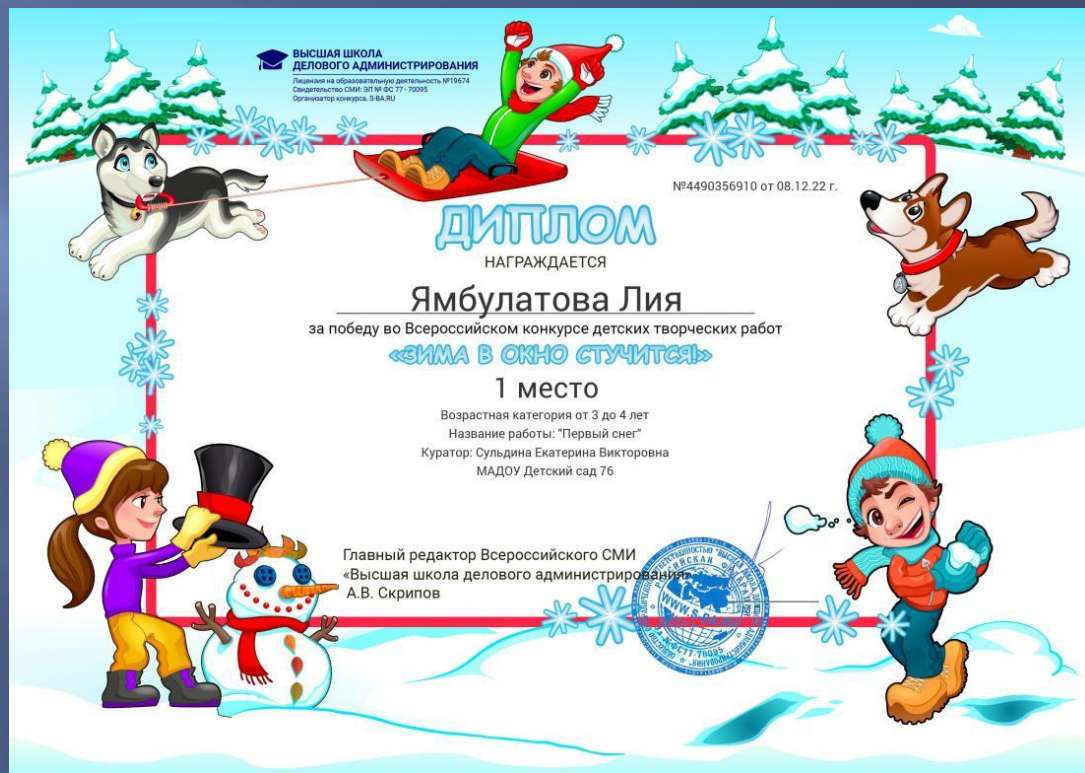 ВЫСШАЯ ШКОЛА
ДЕЛОВОГО АДМИНИСТРИРОВАНИЯ
Лицензия на образовательную деятельность №19674
Свидетельство СМИ: ЭЛ № ФС 77 - 70095
Организатор конкурса. S-BA.RU
№4490356910 от 08.12.22 г.
ДИПЛОМ
НАГРАЖДАЕТСЯ
Ямбулатова Лия
за победу во Всероссийском конкурсе детских творческих работ
«ЗИМА В ОКНО СТУЧИТСЯ!»
1 место
Возрастная категория от 3 до 4 лет
Название работы: "Первый снег"
Куратор: Сульдина Екатерина Викторовна
МАДОУ Детский сад 76
Главный редактор Всероссийского СМИ
«Высшая школа делового администрирования»
А.В. Скрипов